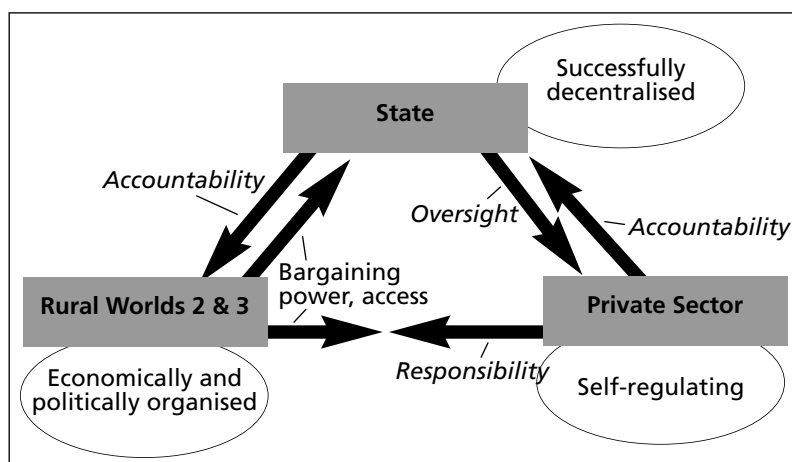 Successfully
decentralised
State
Accountability
Oversight
Accountability
Bargaining
power, access
Rural Worlds 2 & 3
Private Sector
Responsibility
Economically and
politically organised
Self-regulating